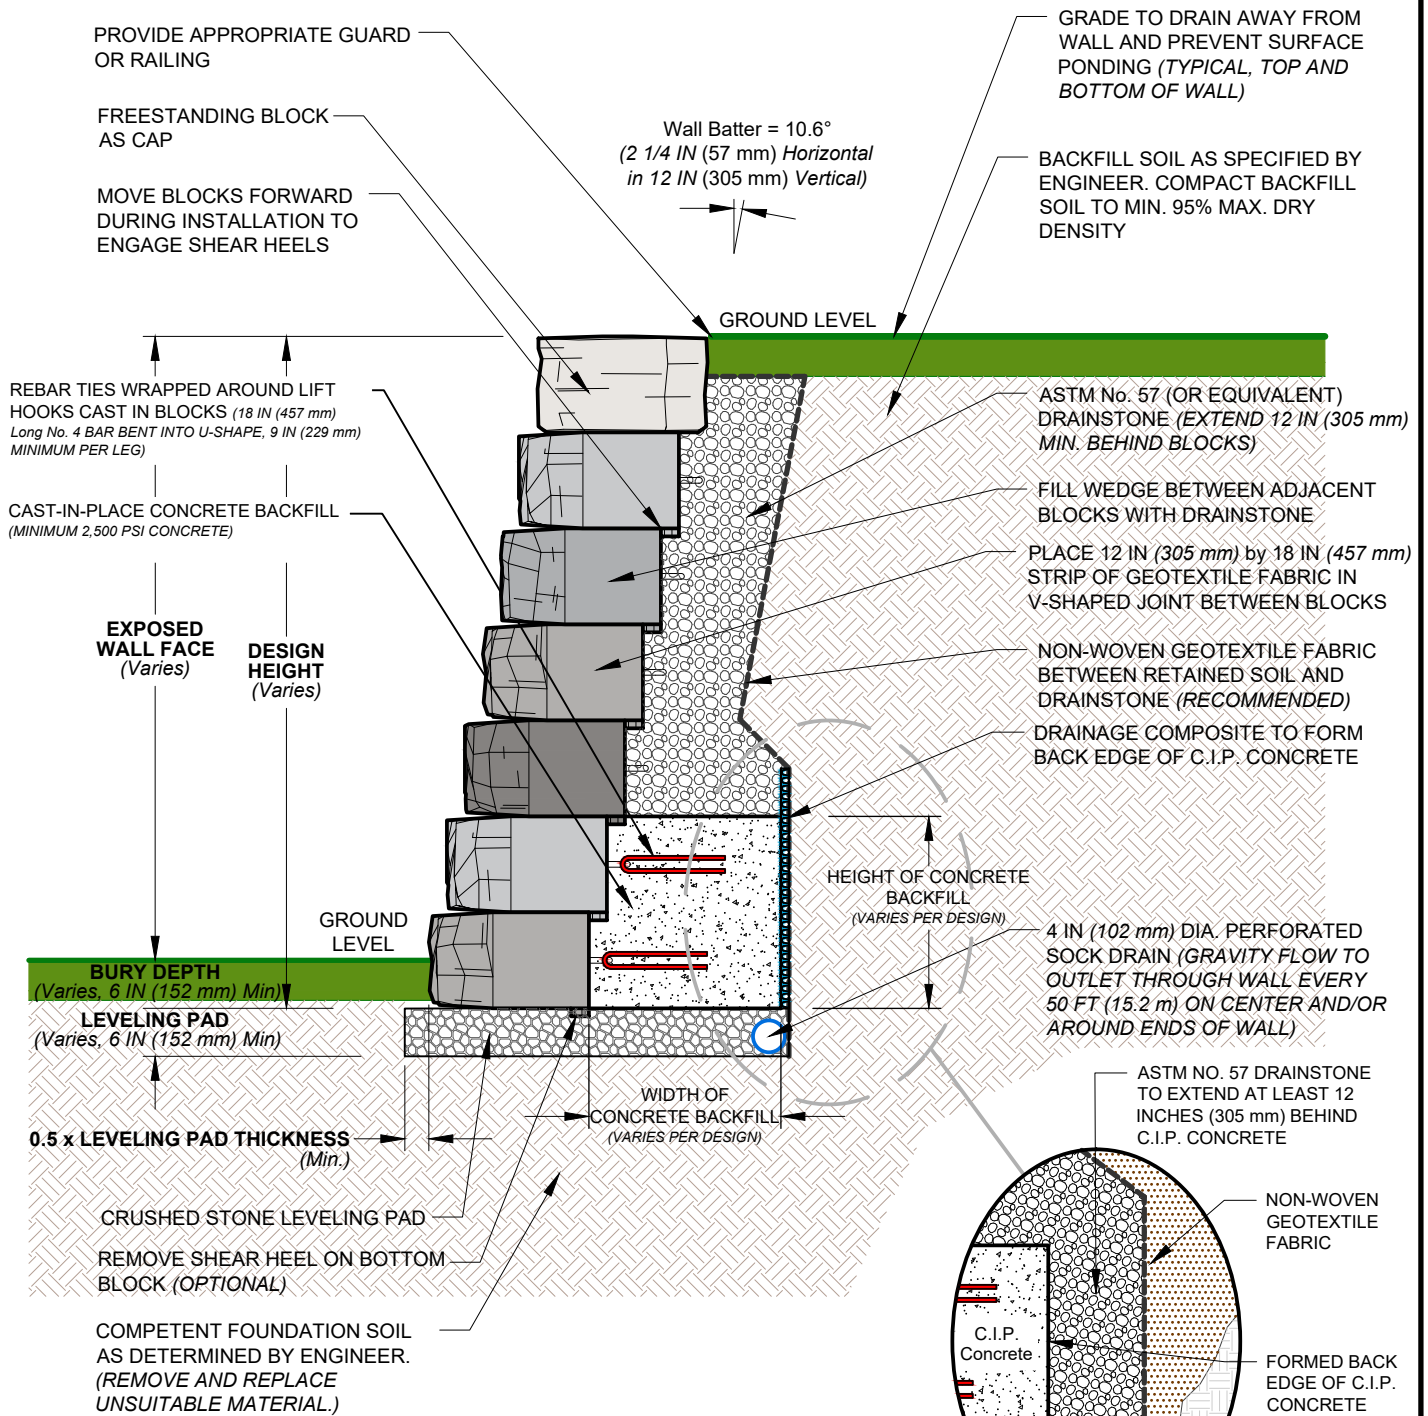 PROVIDE APPROPRIATE GUARD
OR RAILING
FREESTANDING BLOCK
AS CAP
MOVE BLOCKS FORWARD
DURING INSTALLATION TO
ENGAGE SHEAR HEELS
Wall Batter = 10.6°
(2 1/4 IN (57 mm) Horizontal
in 12 IN (305 mm) Vertical)
GRADE TO DRAIN AWAY FROM
WALL AND PREVENT SURFACE
PONDING (TYPICAL, TOP AND
BOTTOM OF WALL)
BACKFILL SOIL AS SPECIFIED BY
ENGINEER. COMPACT BACKFILL
SOIL TO MIN. 95% MAX. DRY
DENSITY
GROUND LEVEL
REBAR TIES WRAPPED AROUND LIFT
HOOKS CAST IN BLOCKS (18 IN (457 mm)
Long No. 4 BAR BENT INTO U-SHAPE, 9 IN (229 mm)
MINIMUM PER LEG)
CAST-IN-PLACE CONCRETE BACKFILL
(MINIMUM 2,500 PSI CONCRETE)
EXPOSED
WALL FACE
(Varies)
DESIGN
HEIGHT
(Varies)
ASTM No. 57 (OR EQUIVALENT)
DRAINSTONE (EXTEND 12 IN (305 mm)
MIN. BEHIND BLOCKS)
FILL WEDGE BETWEEN ADJACENT
BLOCKS WITH DRAINSTONE
PLACE 12 IN (305 mm) by 18 IN (457 mm)
STRIP OF GEOTEXTILE FABRIC IN
V-SHAPED JOINT BETWEEN BLOCKS
NON-WOVEN GEOTEXTILE FABRIC
BETWEEN RETAINED SOIL AND
DRAINSTONE (RECOMMENDED)
DRAINAGE COMPOSITE TO FORM
BACK EDGE OF C.I.P. CONCRETE
HEIGHT OF CONCRETE
BACKFILL
(VARIES PER DESIGN)
4 IN (102 mm) DIA. PERFORATED
SOCK DRAIN (GRAVITY FLOW TO
OUTLET THROUGH WALL EVERY
50 FT (15.2 m) ON CENTER AND/OR
AROUND ENDS OF WALL)
GROUND
LEVEL
BURY DEPTH
(Varies, 6 IN (152 mm) Min)
LEVELING PAD
(Varies, 6 IN (152 mm) Min)
0.5 x LEVELING PAD THICKNESS
(Min.)
WIDTH OF
CONCRETE BACKFILL
(VARIES PER DESIGN)
CRUSHED STONE LEVELING PAD
REMOVE SHEAR HEEL ON BOTTOM
BLOCK (OPTIONAL)
COMPETENT FOUNDATION SOIL
AS DETERMINED BY ENGINEER.
(REMOVE AND REPLACE
UNSUITABLE MATERIAL.)
ASTM NO. 57 DRAINSTONE
TO EXTEND AT LEAST 12
INCHES (305 mm) BEHIND
C.I.P. CONCRETE
NON-WOVEN
GEOTEXTILE
FABRIC
C.I.P.
Concrete
FORMED BACK
EDGE OF C.I.P.
CONCRETE